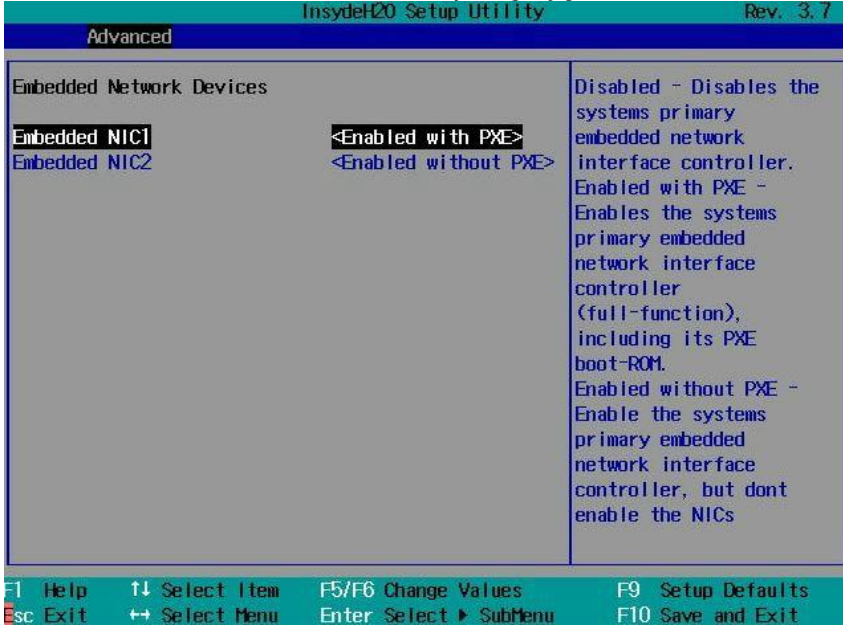 InsydeH2O Setup Utility Rev. 3.7
Advanced
Embedded Network Devices
Embedded NIC1 <Enabled with PXE>
Embedded NIC2 <Enabled without PXE>
Disabled - Disables the
systems primary
embedded network
interface controller.
Enabled with PXE -
Enables the systems
primary embedded
network interface
controller
(full-function),
including its PXE
boot-ROM.
Enabled without PXE -
Enable the systems
primary embedded
network interface
controller, but dont
enable the NICs
F1 Help ↑↓ Select Item F5/F6 Change Values F9 Setup Defaults
Esc Exit ↔ Select Menu Enter Select ▶ SubMenu F10 Save and Exit